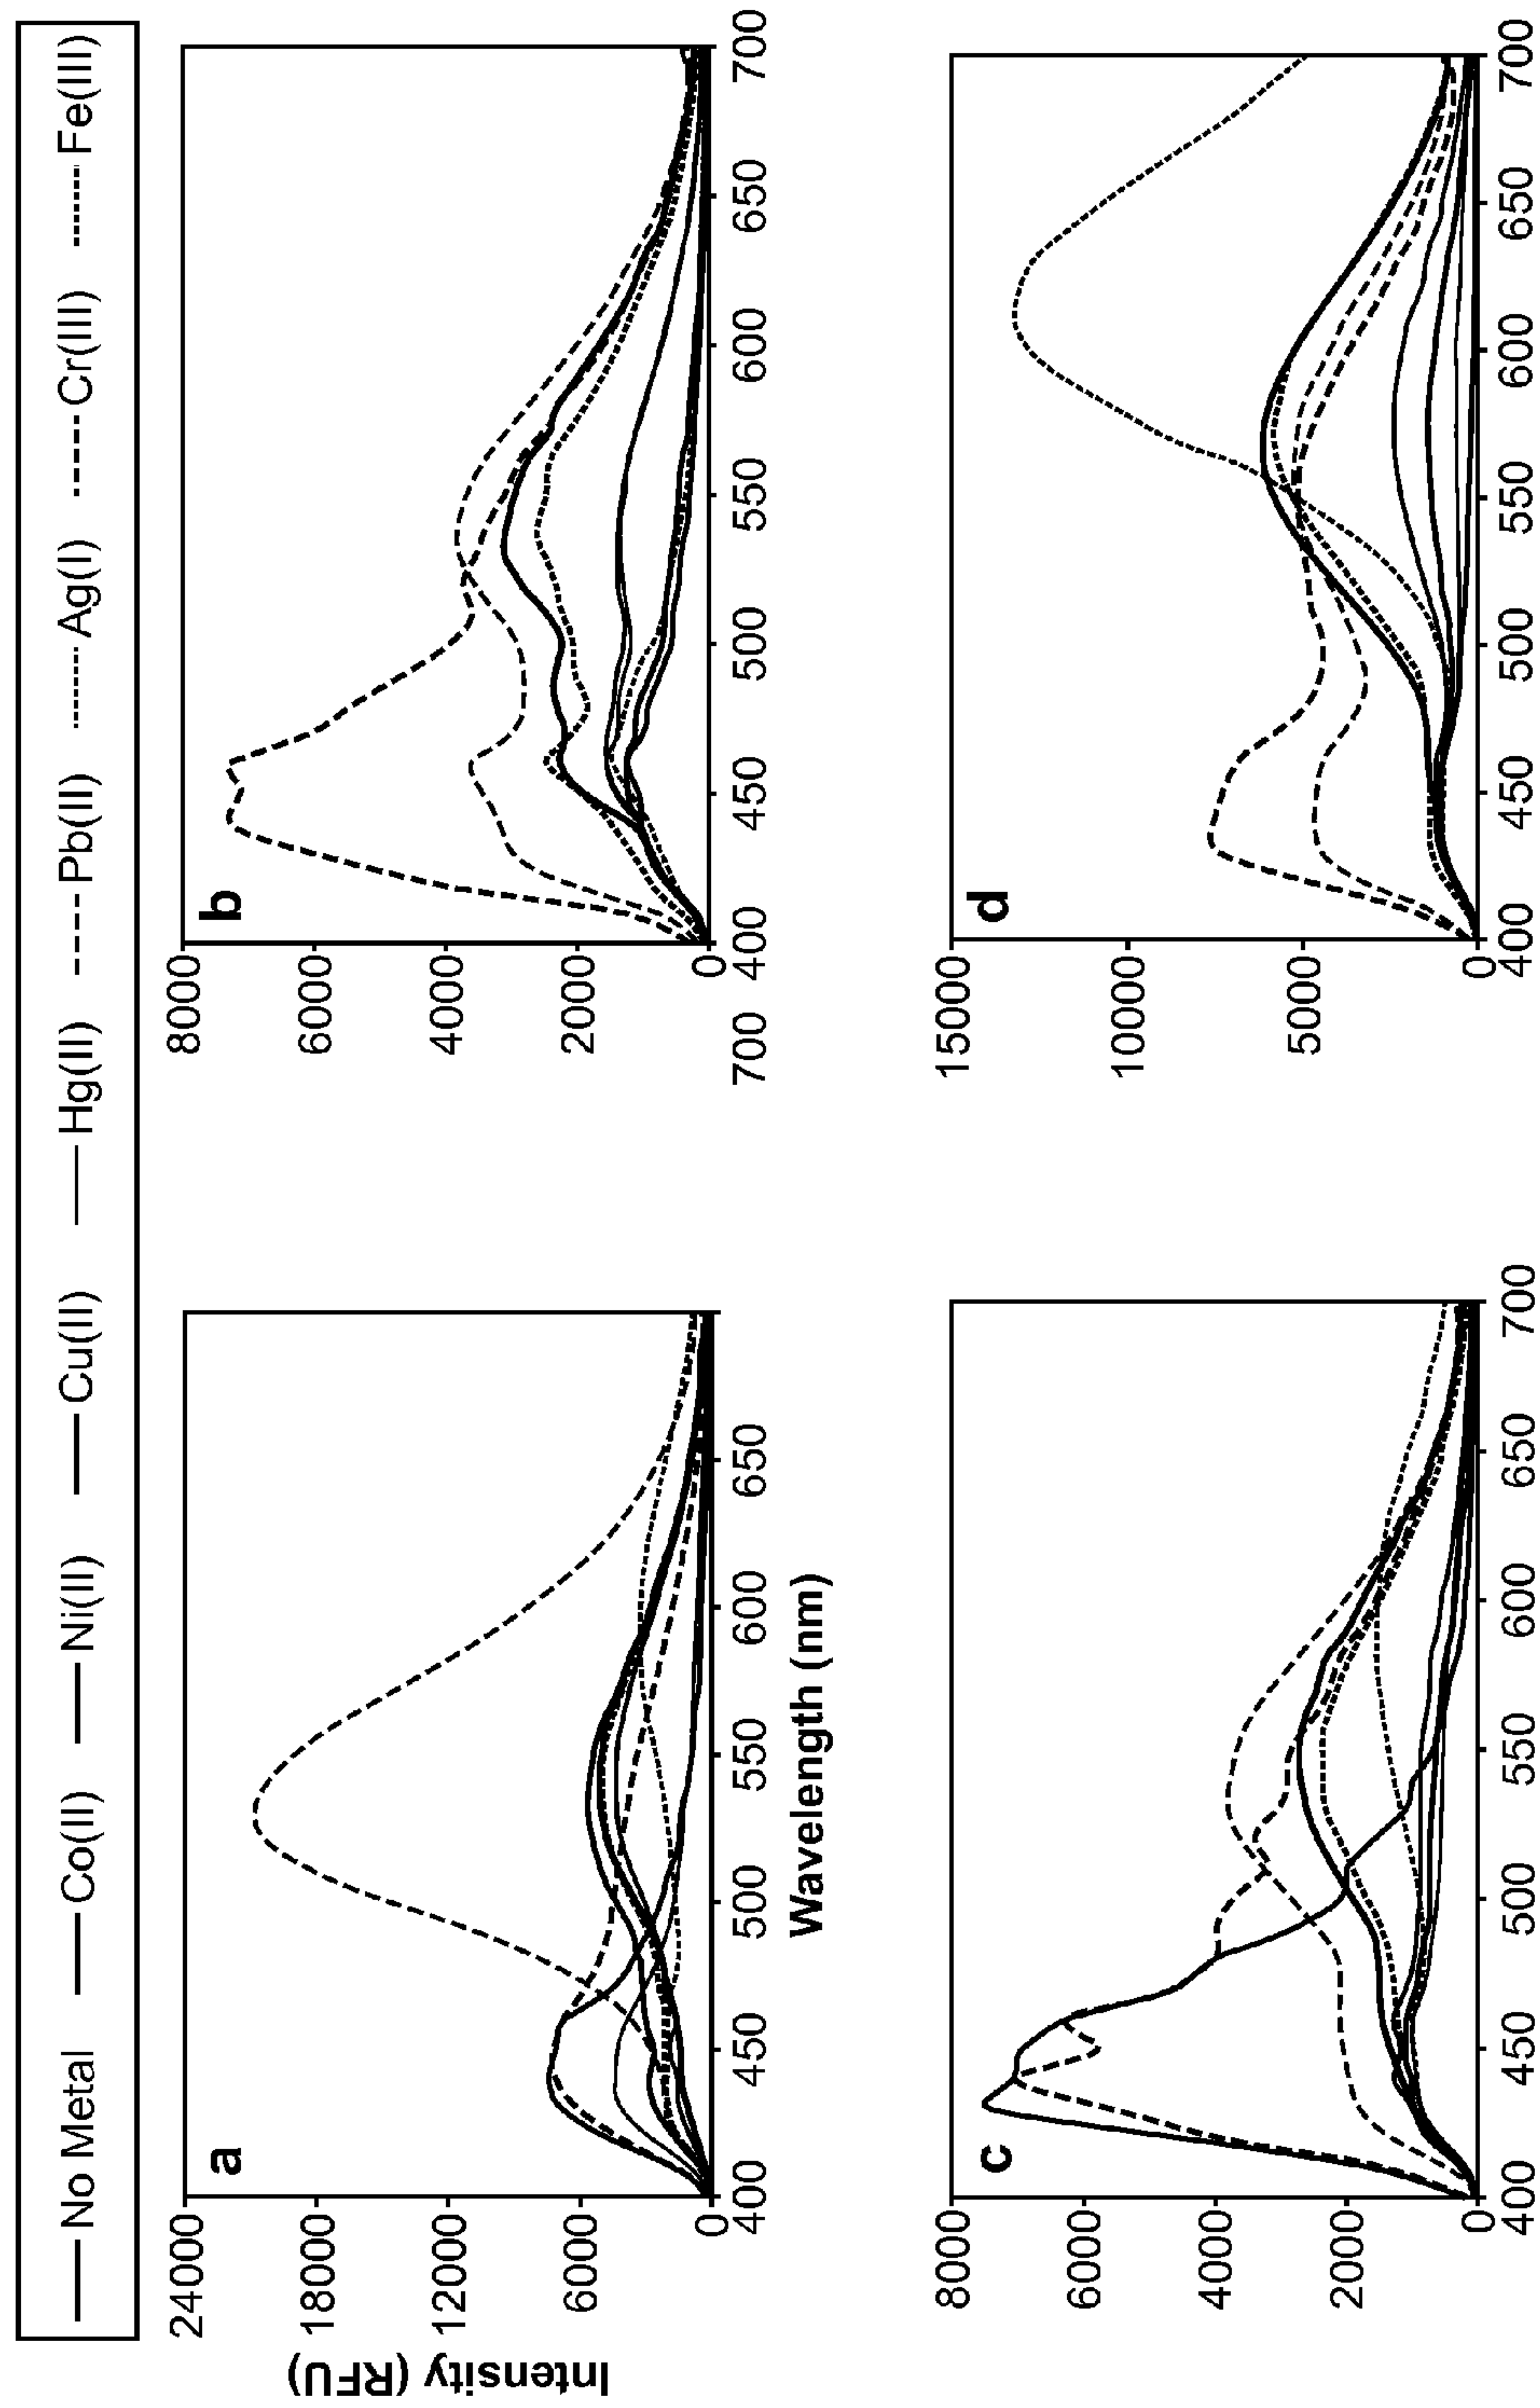 No Metal Co(II) Ni(II) Cu(II) Hg(II) Pb(II) Ag(I) Cr(III) Fe(III)
a
24000
18000
12000
6000
0
400 450 500 550 600 650 700
b
8000
6000
4000
2000
0
400 450 500 550 600 650 700
Intensity (RFU)
Wavelength (nm)
c
8000
6000
4000
2000
0
400 450 500 550 600 650 700
d
15000
10000
5000
0
400 450 500 550 600 650 700